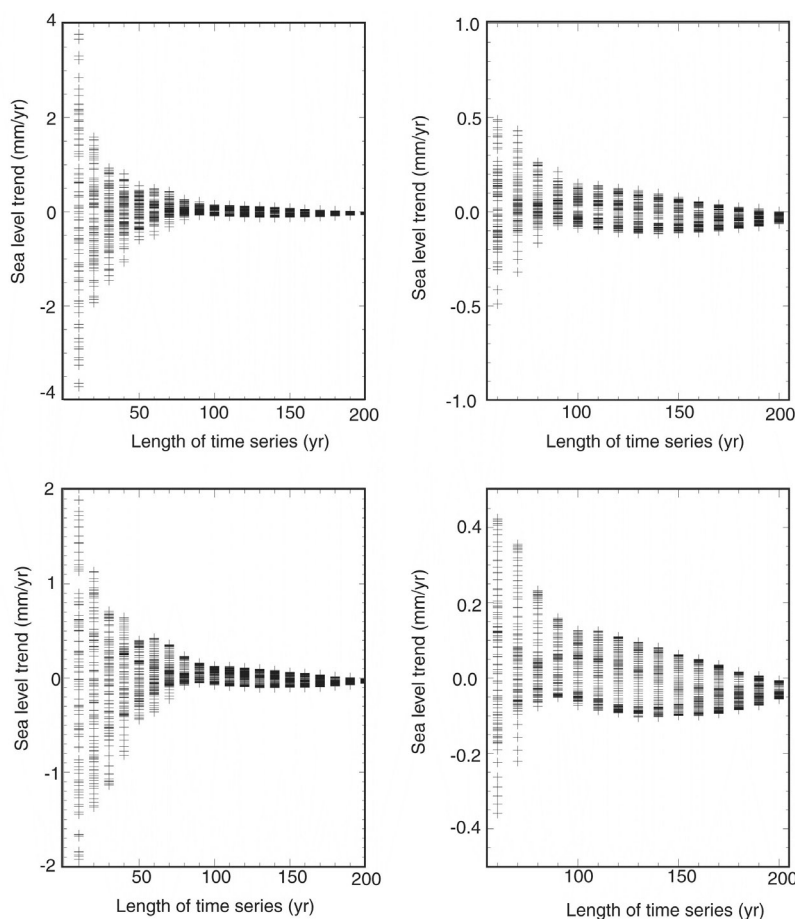 4
2
0
-2
-4
Sea level trend (mm/yr)
50 100 150 200
Length of time series (yr)
1.0
0.5
0.0
-0.5
-1.0
Sea level trend (mm/yr)
100 150 200
Length of time series (yr)
2
1
0
-1
-2
Sea level trend (mm/yr)
50 100 150 200
Length of time series (yr)
0.4
0.2
0.0
-0.2
-0.4
Sea level trend (mm/yr)
100 150 200
Length of time series (yr)